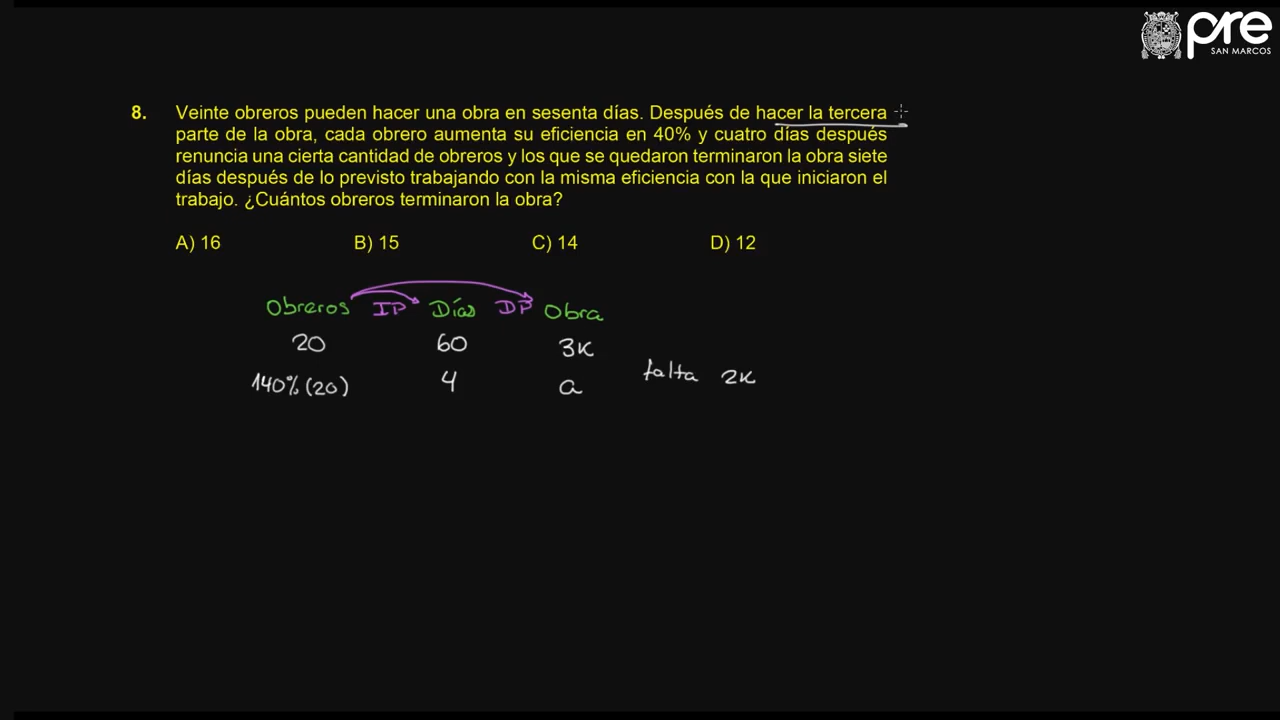 pre
SAN MARCOS
8. Veinte obreros pueden hacer una obra en sesenta días. Después de hacer la tercera
parte de la obra, cada obrero aumenta su eficiencia en 40% y cuatro días después
renuncia una cierta cantidad de obreros y los que se quedaron terminaron la obra siete
días después de lo previsto trabajando con la misma eficiencia con la que iniciaron el
trabajo. ¿Cuántos obreros terminaron la obra?
A) 16 B) 15 C) 14 D) 12
Obreros IP Días DP Obra
20 60 3k
140%(20) 4 a falta 2k